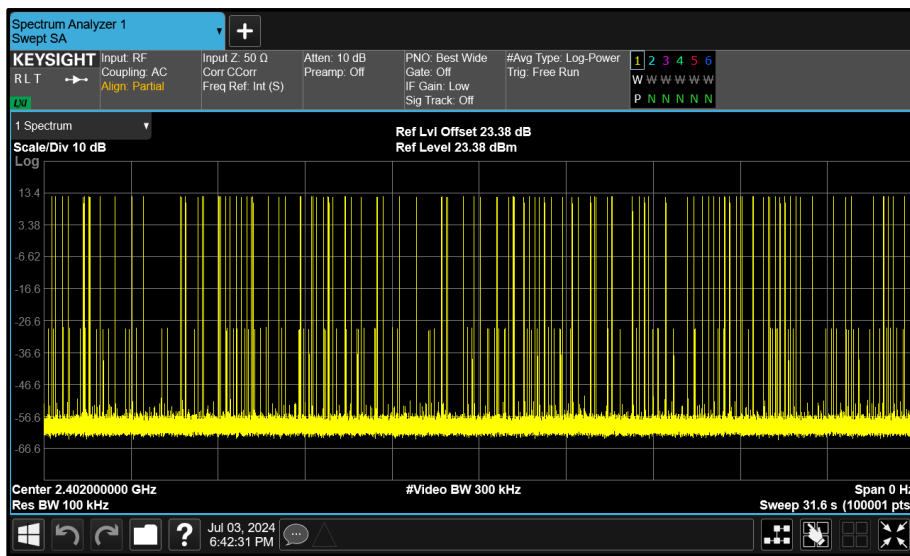 Spectrum Analyzer 1
Swept SA
KEYSIGHT
R L T
LXI
Input: RF
Coupling: AC
Align: Partial
Input Z: 50 Ω
Corr CCorr
Freq Ref: Int (S)
Atten: 10 dB
Preamp: Off
PNO: Best Wide
Gate: Off
IF Gain: Low
Sig Track: Off
#Avg Type: Log-Power
Trig: Free Run
1 2 3 4 5 6
W W W W W W
P N N N N N
1 Spectrum
Scale/Div 10 dB
Ref Lvl Offset 23.38 dB
Ref Level 23.38 dBm
Log
13.4
3.38
-6.62
-16.6
-26.6
-36.6
-46.6
-56.6
-66.6
Center 2.402000000 GHz
#Video BW 300 kHz
Span 0 Hz
Res BW 100 kHz
Sweep 31.6 s (100001 pts
?
Jul 03, 2024
6:42:31 PM